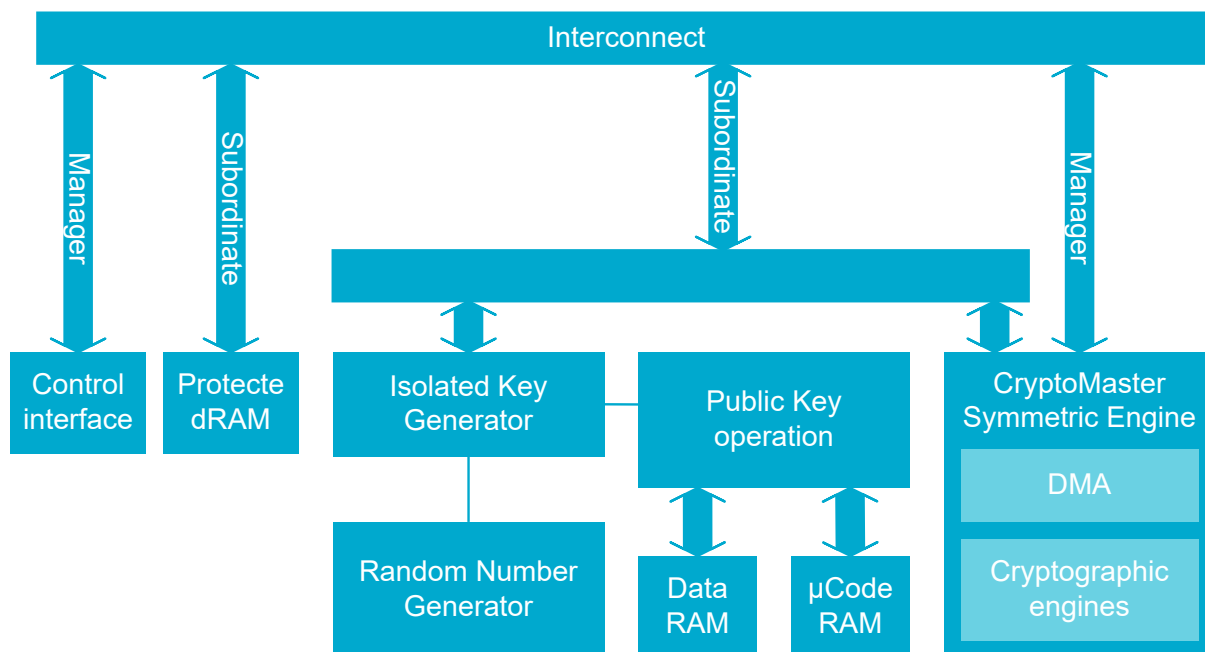 Interconnect
Manager
Subordinate
Subordinate
Manager
Control
interface
Protecte
dRAM
Isolated Key
Generator
Public Key
operation
CryptoMaster
Symmetric Engine
DMA
Random Number
Generator
Data
RAM
µCode
RAM
Cryptographic
engines